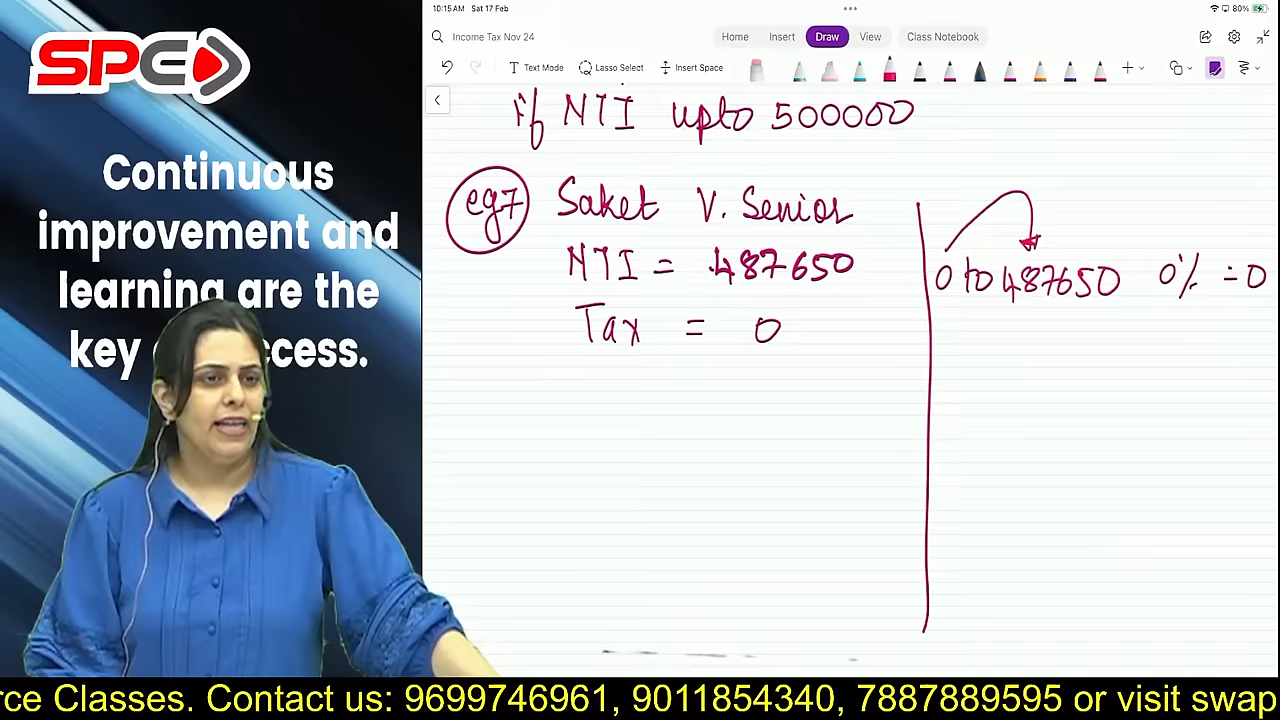 10:15 AM Sat 17 Feb
80%
Income Tax Nov 24
Home Insert Draw View Class Notebook
Text Mode Lasso Select Insert Space
SPC
Continuous
improvement and
learning are the
key
ccess.
if NTI upto 500000
eg7 Saket V. Senior
NTI = 487650
Tax = 0
0 to 487650 0% = 0
rce Classes. Contact us: 9699746961, 9011854340, 7887889595 or visit swap